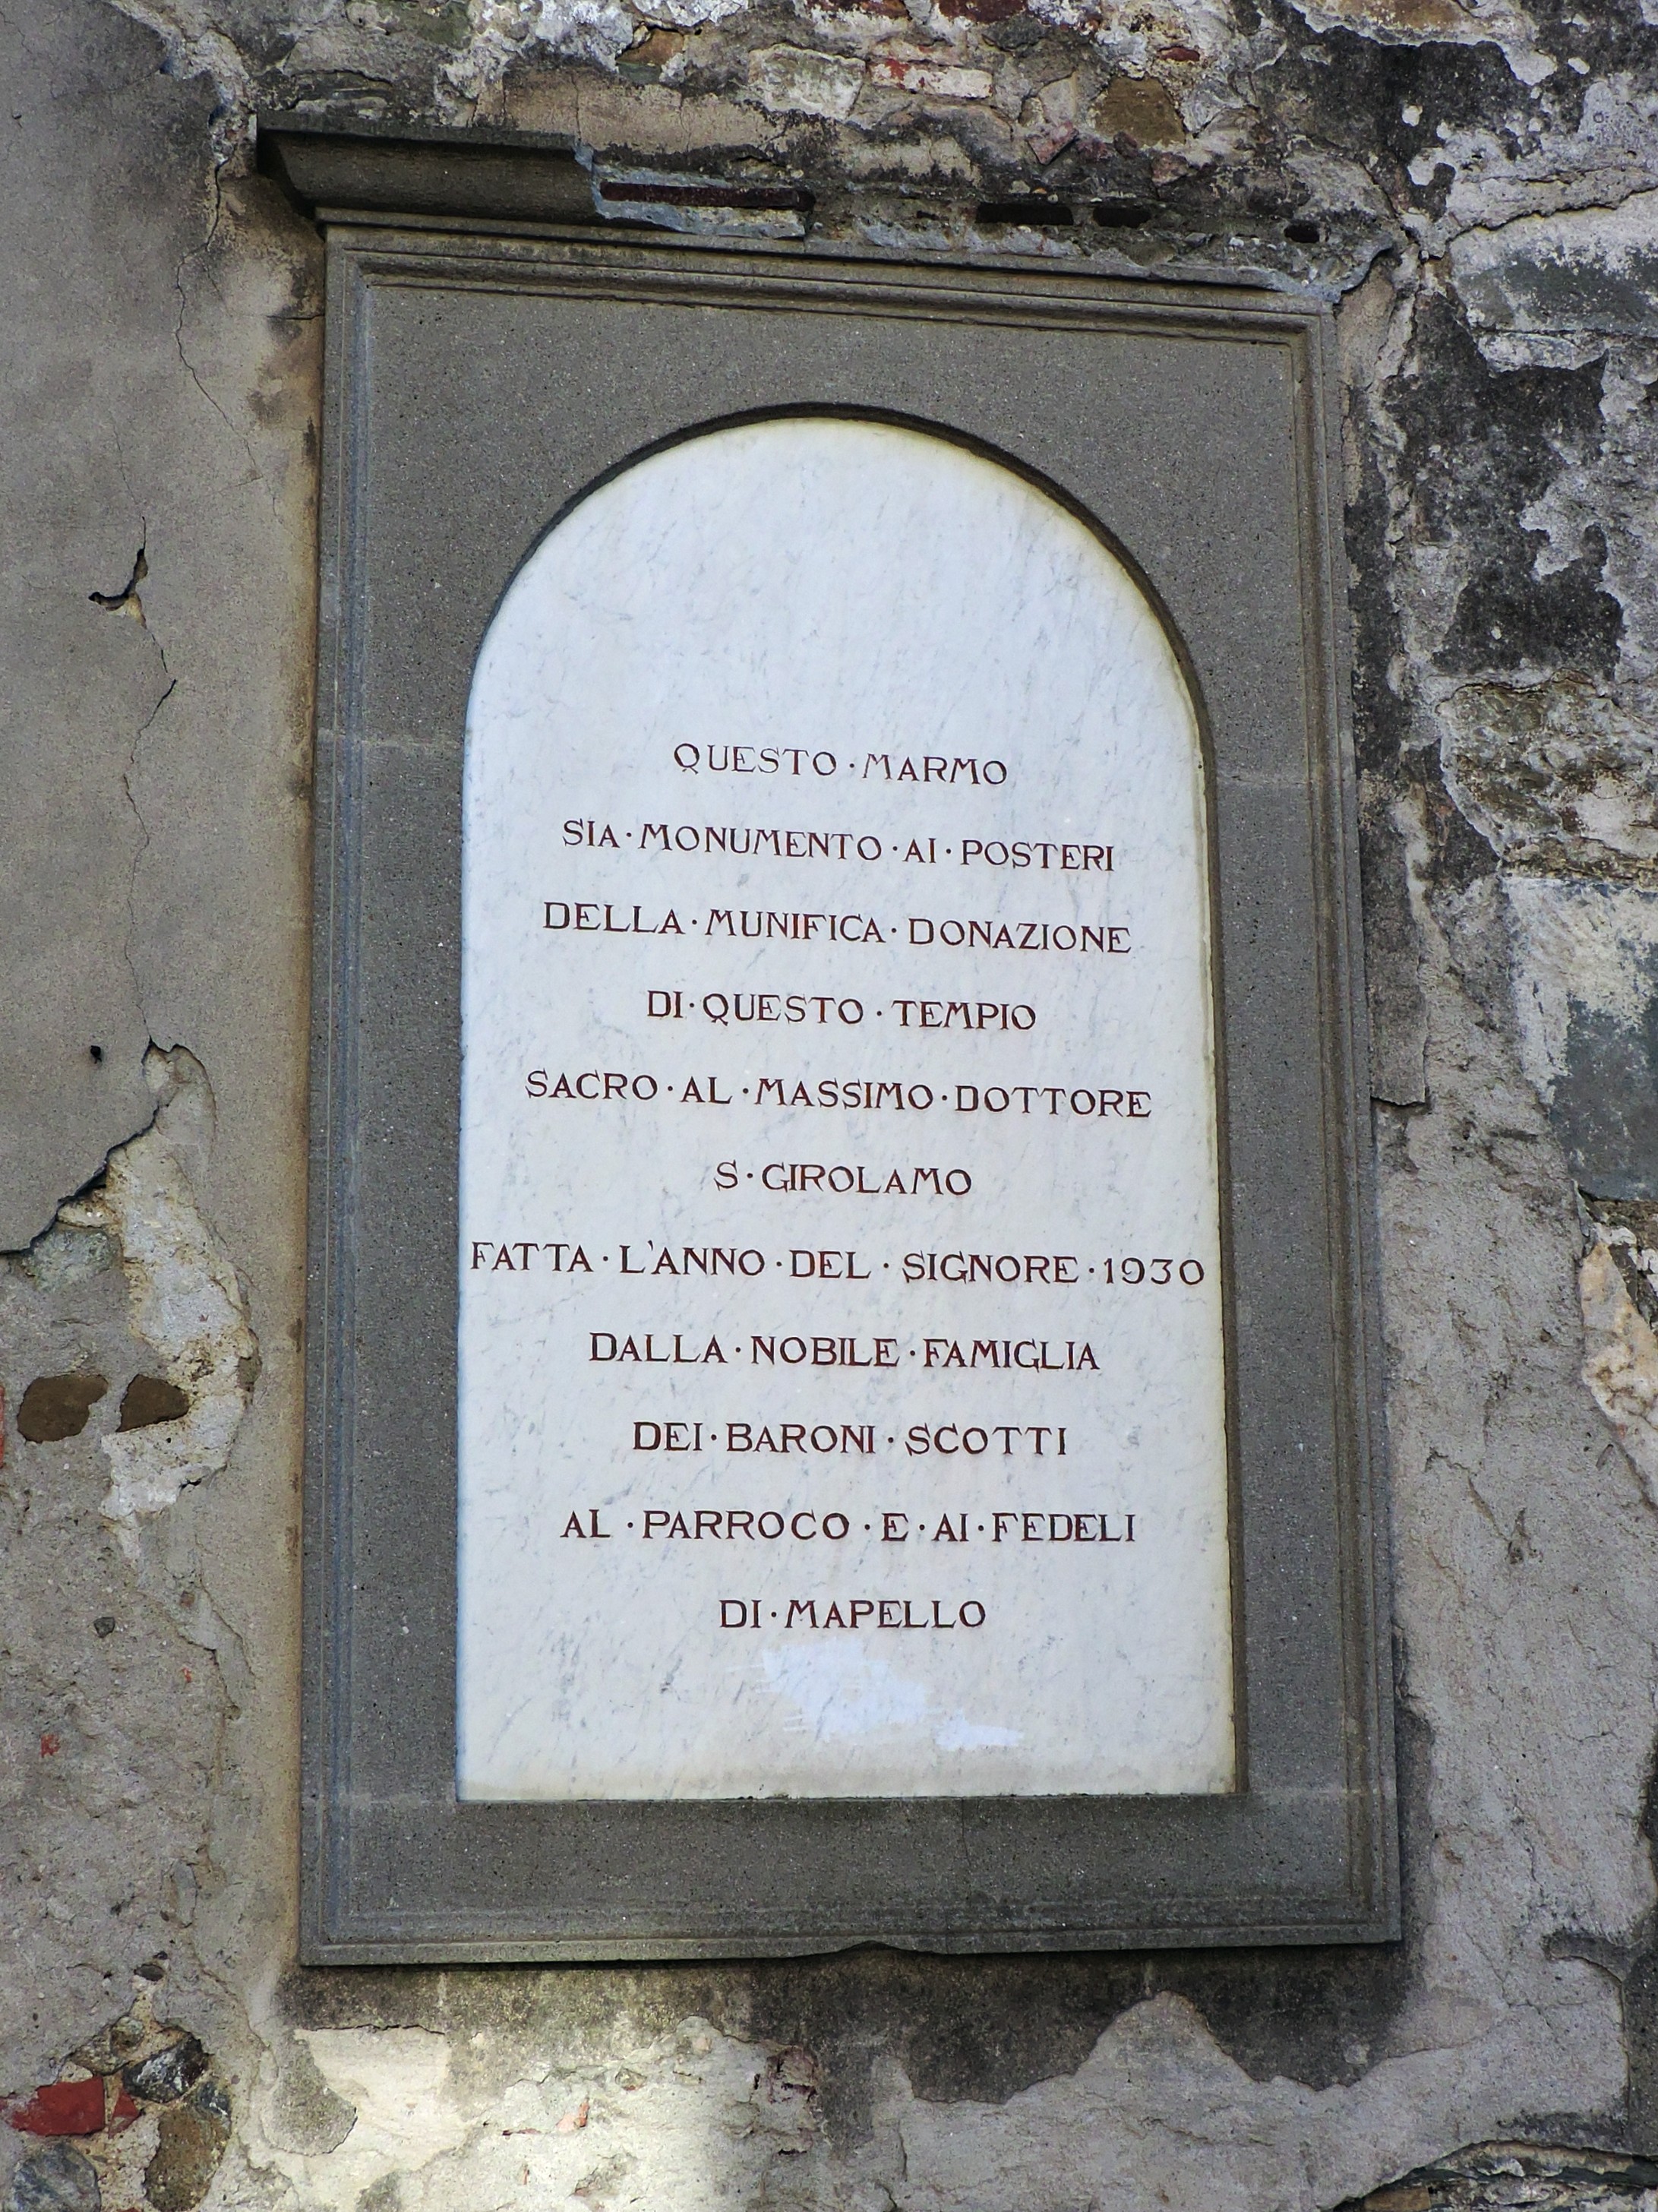 QUESTO·MARMO
SIA·MONUMENTO·AI·POSTERI
DELLA·MUNIFICA·DONAZIONE
DI·QUESTO·TEMPIO
SACRO·AL·MASSIMO·DOTTORE
S·GIROLAMO
FATTA·L'ANNO·DEL·SIGNORE·1930
DALLA·NOBILE·FAMIGLIA
DEI·BARONI·SCOTTI
AL·PARROCO·E·AI·FEDELI
DI·MAPELLO